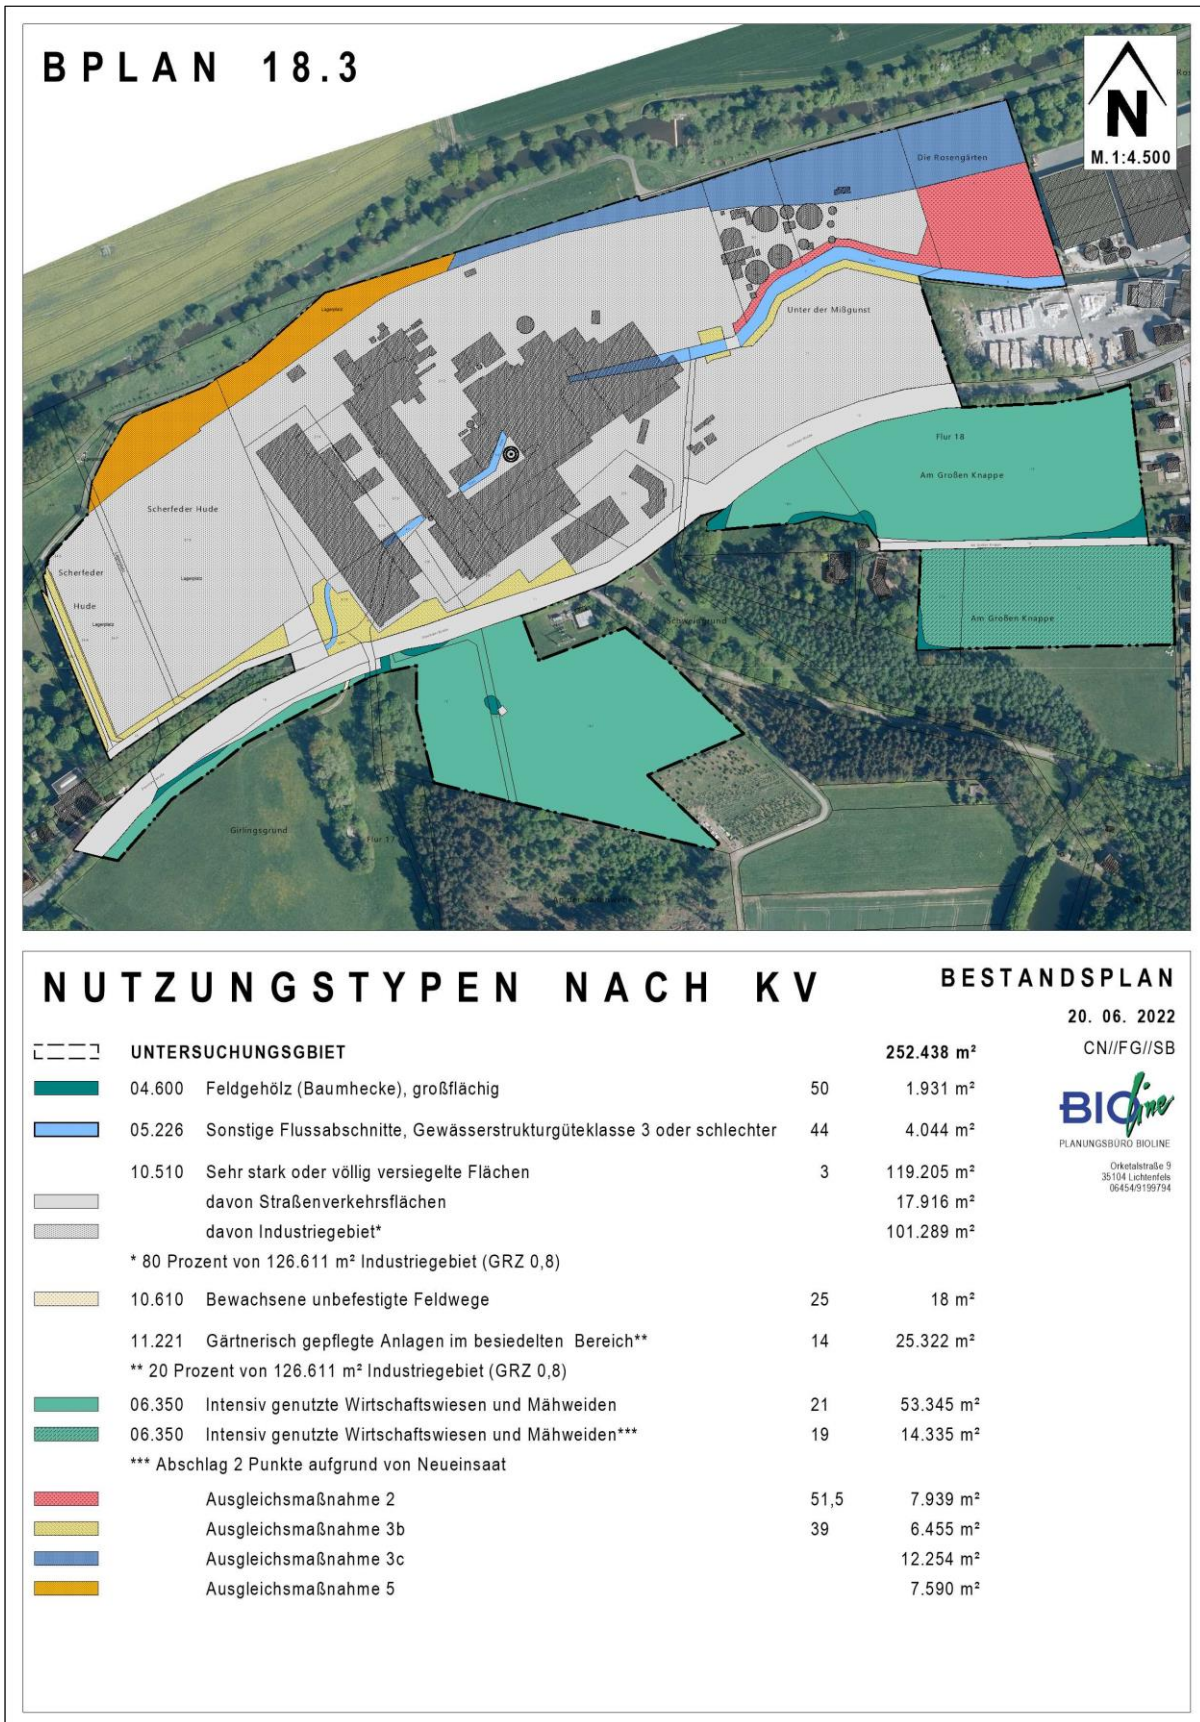 BPLAN 18.3
N
M.1:4.500
Die Rosengärten
Unter der Mißgunst
Lagerplatz
Flur 18
Am Großen Knappe
Scherfeder Hude
Scherfeder
Hude
Lagerplatz
Lagerplatz
Am Großen Knappe
Girlingsgrund
Flur 17
NUTZUNGSTYPEN NACH KV
BESTANDSPLAN
20. 06. 2022
CN//FG//SB
BIOline
PLANUNGSBÜRO BIOLINE
Orketalstraße 9
35104 Lichtenfels
06454/9199794
UNTERSUCHUNGSGBIET 252.438 m²
04.600 Feldgehölz (Baumhecke), großflächig 50 1.931 m²
05.226 Sonstige Flussabschnitte, Gewässerstrukturgüteklasse 3 oder schlechter 44 4.044 m²
10.510 Sehr stark oder völlig versiegelte Flächen 3 119.205 m²
davon Straßenverkehrsflächen 17.916 m²
davon Industriegebiet* 101.289 m²
* 80 Prozent von 126.611 m² Industriegebiet (GRZ 0,8)
10.610 Bewachsene unbefestigte Feldwege 25 18 m²
11.221 Gärtnerisch gepflegte Anlagen im besiedelten Bereich** 14 25.322 m²
** 20 Prozent von 126.611 m² Industriegebiet (GRZ 0,8)
06.350 Intensiv genutzte Wirtschaftswiesen und Mähweiden 21 53.345 m²
06.350 Intensiv genutzte Wirtschaftswiesen und Mähweiden*** 19 14.335 m²
*** Abschlag 2 Punkte aufgrund von Neueinsaat
Ausgleichsmaßnahme 2 51,5 7.939 m²
Ausgleichsmaßnahme 3b 39 6.455 m²
Ausgleichsmaßnahme 3c 12.254 m²
Ausgleichsmaßnahme 5 7.590 m²